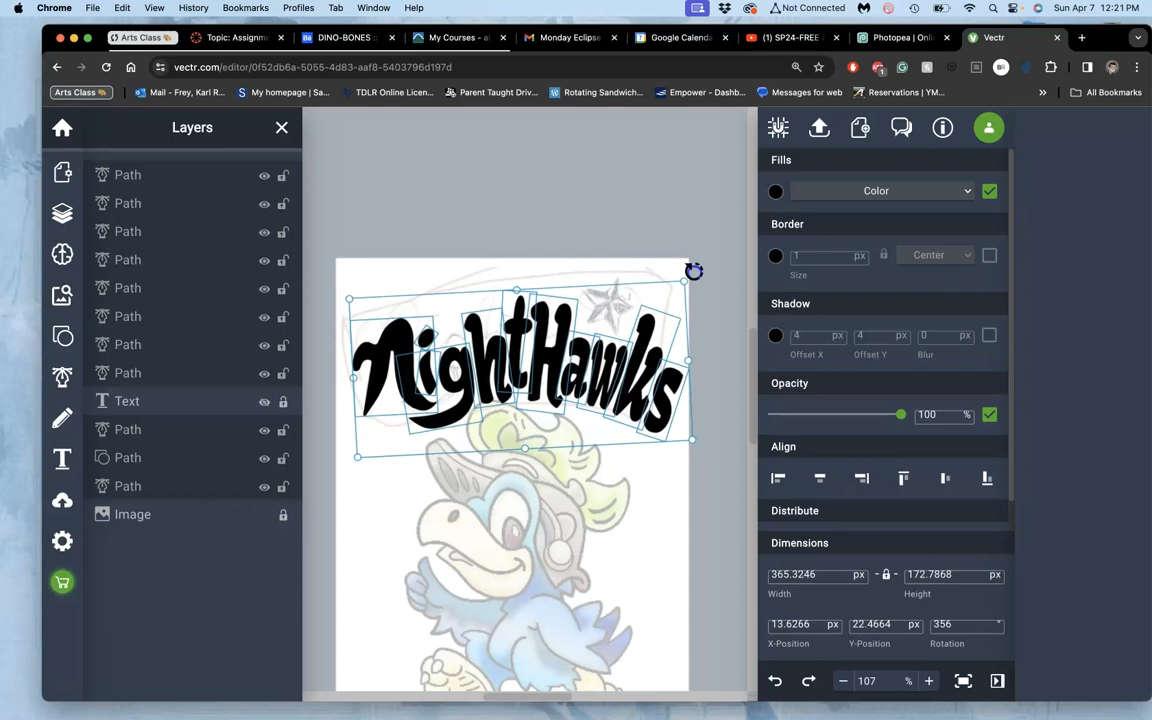 Chrome File Edit View History Bookmarks Profiles Tab Window Help Not Connected Sun Apr 7 12:21 PM
Arts Class Topic: Assignme DINO-BONES :: My Courses - al Monday Eclipse Google Calenda (1) SP24-FREE / Photopea | Onli Vectr
vectr.com/editor/0f52db6a-5055-4d83-aaf8-5403796d197d
Arts Class Mail - Frey, Karl R... My homepage | Sa... TDLR Online Licen... Parent Taught Driv... Rotating Sandwich... Empower - Dashb... Messages for web Reservations | YM... » All Bookmarks
Layers
Path
Path
Path
Path
Path
Path
Path
Path
Text
Path
Path
Path
Image
NightHawks
Fills
Color
Border
1 px Center
Size
Shadow
4 px 4 px 0 px
Offset X Offset Y Blur
Opacity
100 %
Align
Distribute
Dimensions
365.3246 px 172.7868 px
Width Height
13.6266 px 22.4664 px 356 °
X-Position Y-Position Rotation
107 %